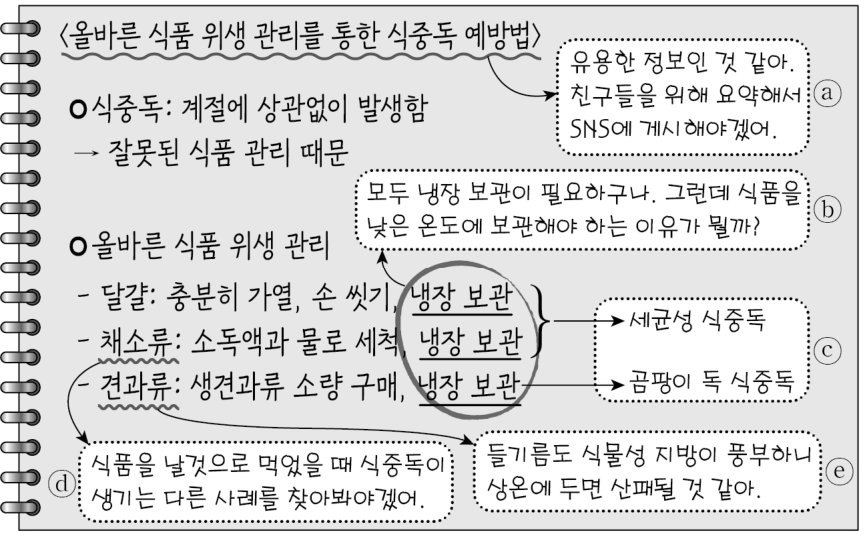 〈올바른 식품 위생 관리를 통한 식중독 예방법〉
유용한 정보인 것 같아.
친구들을 위해 요약해서
SNS에 게시해야겠어.
ⓐ
식중독: 계절에 상관없이 발생함
→ 잘못된 식품 관리 때문
모두 냉장 보관이 필요하구나. 그런데 식품을
낮은 온도에 보관해야 하는 이유가 뭘까?
ⓑ
올바른 식품 위생 관리
- 달걀: 충분히 가열, 손 씻기, 냉장 보관
- 채소류: 소독액과 물로 세척, 냉장 보관
- 견과류: 생견과류 소량 구매, 냉장 보관
세균성 식중독
곰팡이 독 식중독
ⓒ
ⓓ
식품을 날것으로 먹었을 때 식중독이
생기는 다른 사례를 찾아봐야겠어.
들기름도 식물성 지방이 풍부하니
상온에 두면 산패될 것 같아.
ⓔ